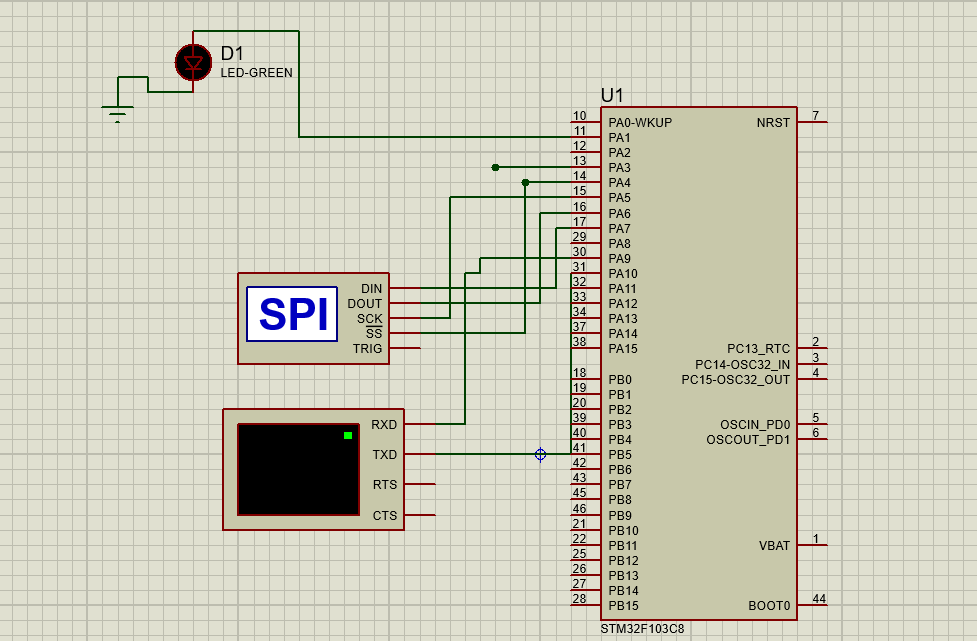 D1
LED-GREEN
U1
10 PA0-WKUP NRST 7
11 PA1
12 PA2
13 PA3
14 PA4
15 PA5
16 PA6
17 PA7
29 PA8
30 PA9
31 PA10
32 PA11
33 PA12
34 PA13
37 PA14
38 PA15
PC13_RTC 2
PC14-OSC32_IN 3
PC15-OSC32_OUT 4
18 PB0
19 PB1
20 PB2
39 PB3
40 PB4
41 PB5
42 PB6
43 PB7
45 PB8
46 PB9
21 PB10
22 PB11
25 PB12
26 PB13
27 PB14
28 PB15
OSCIN_PD0 5
OSCOUT_PD1 6
VBAT 1
BOOT0 44
STM32F103C8
SPI
DIN
DOUT
SCK
SS
TRIG
RXD
TXD
RTS
CTS